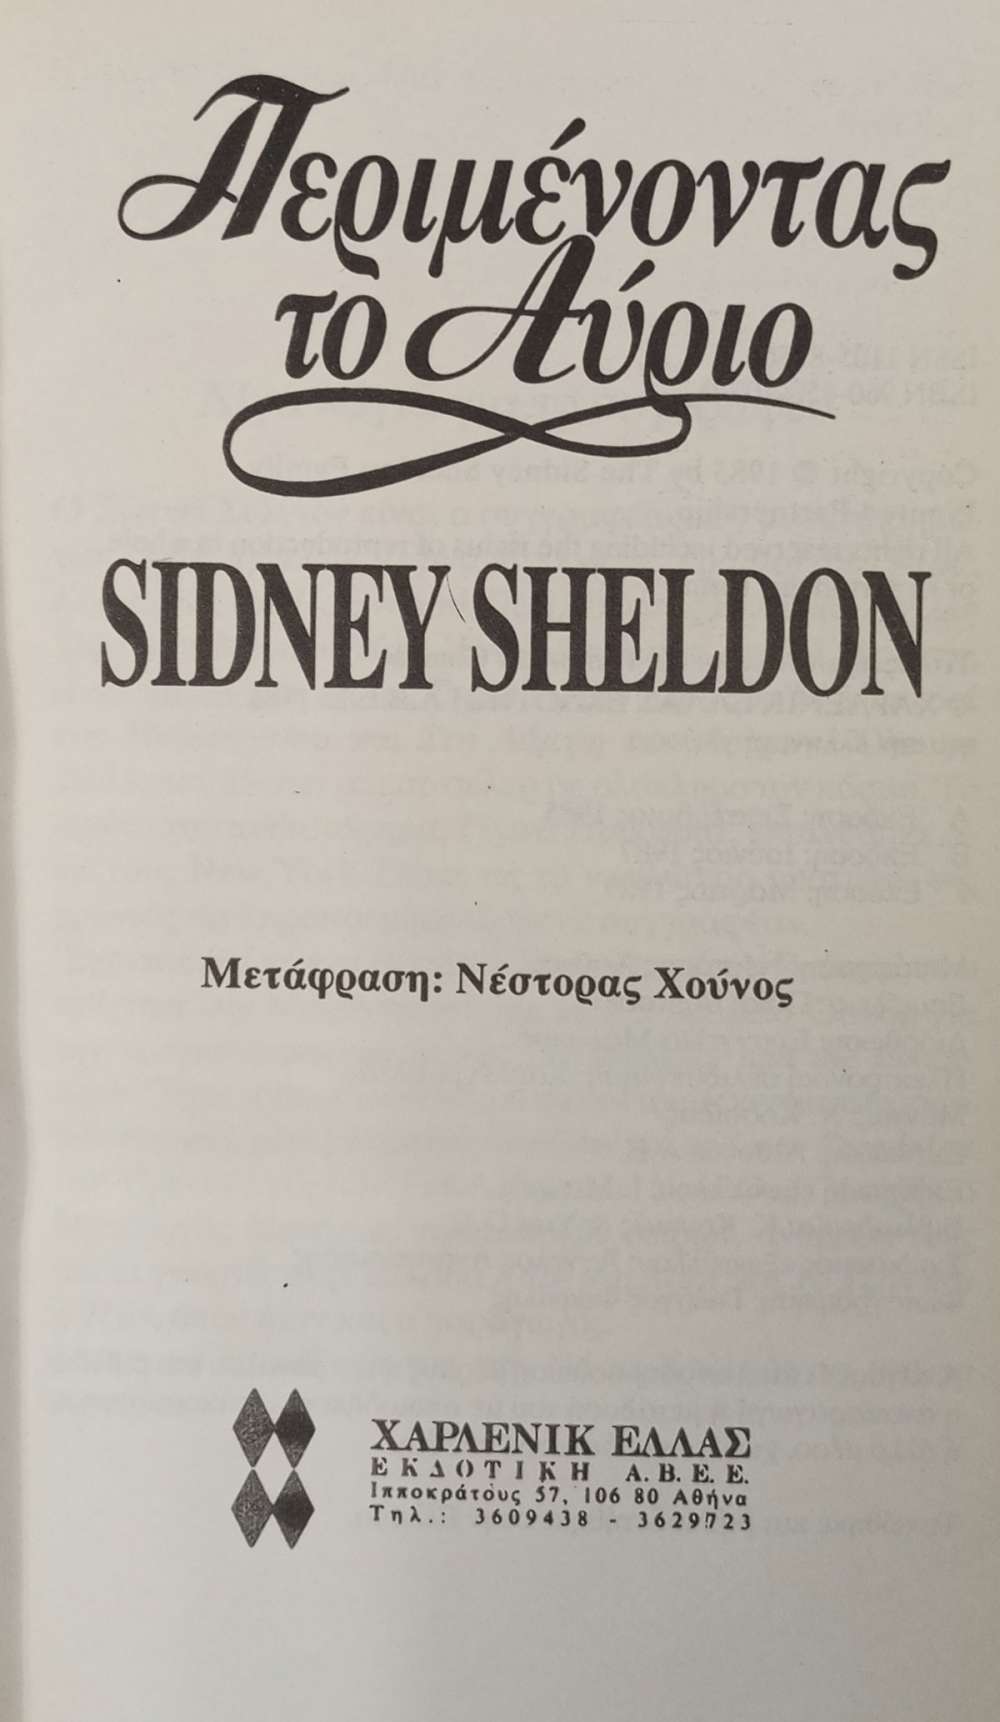 Περιμένοντας
το Αύριο
SIDNEY SHELDON
Μετάφραση: Νέστορας Χούνος
ΧΑΡΛΕΝΙΚ ΕΛΛΑΣ
ΕΚΔΟΤΙΚΗ Α.Β.Ε.Ε.
Ιπποκράτους 57, 106 80 Αθήνα
Τηλ.: 3609438 - 3629723